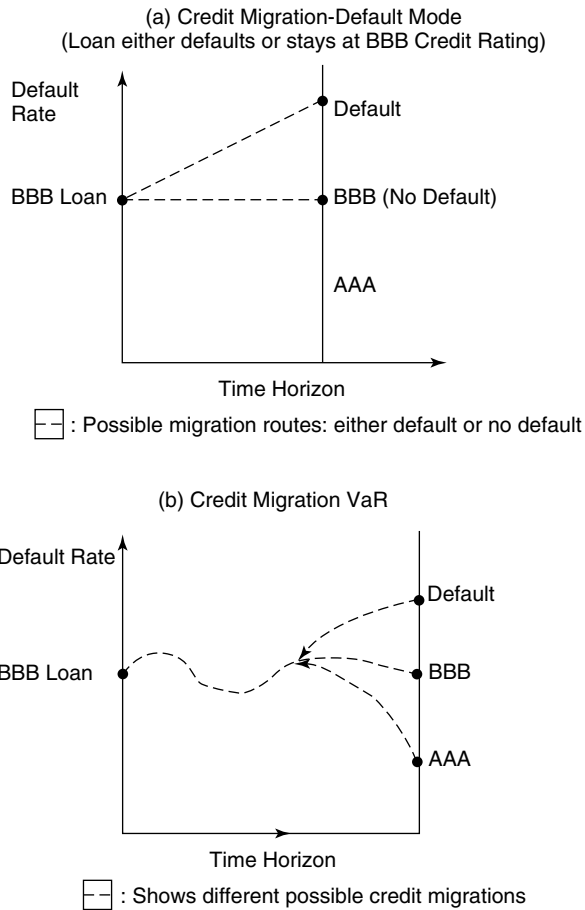 (a) Credit Migration-Default Mode
(Loan either defaults or stays at BBB Credit Rating)
Default
Rate
Default
BBB Loan
BBB (No Default)
AAA
Time Horizon
: Possible migration routes: either default or no default
(b) Credit Migration VaR
Default Rate
Default
BBB Loan
BBB
AAA
Time Horizon
: Shows different possible credit migrations